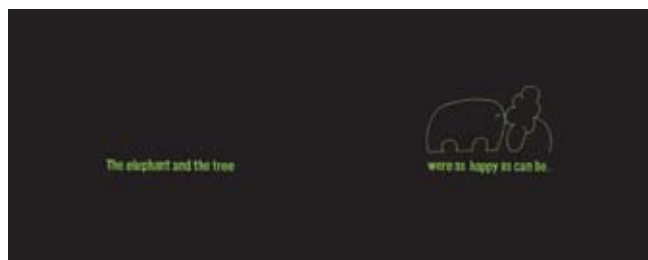 The elephant and the tree
were as happy as can be.